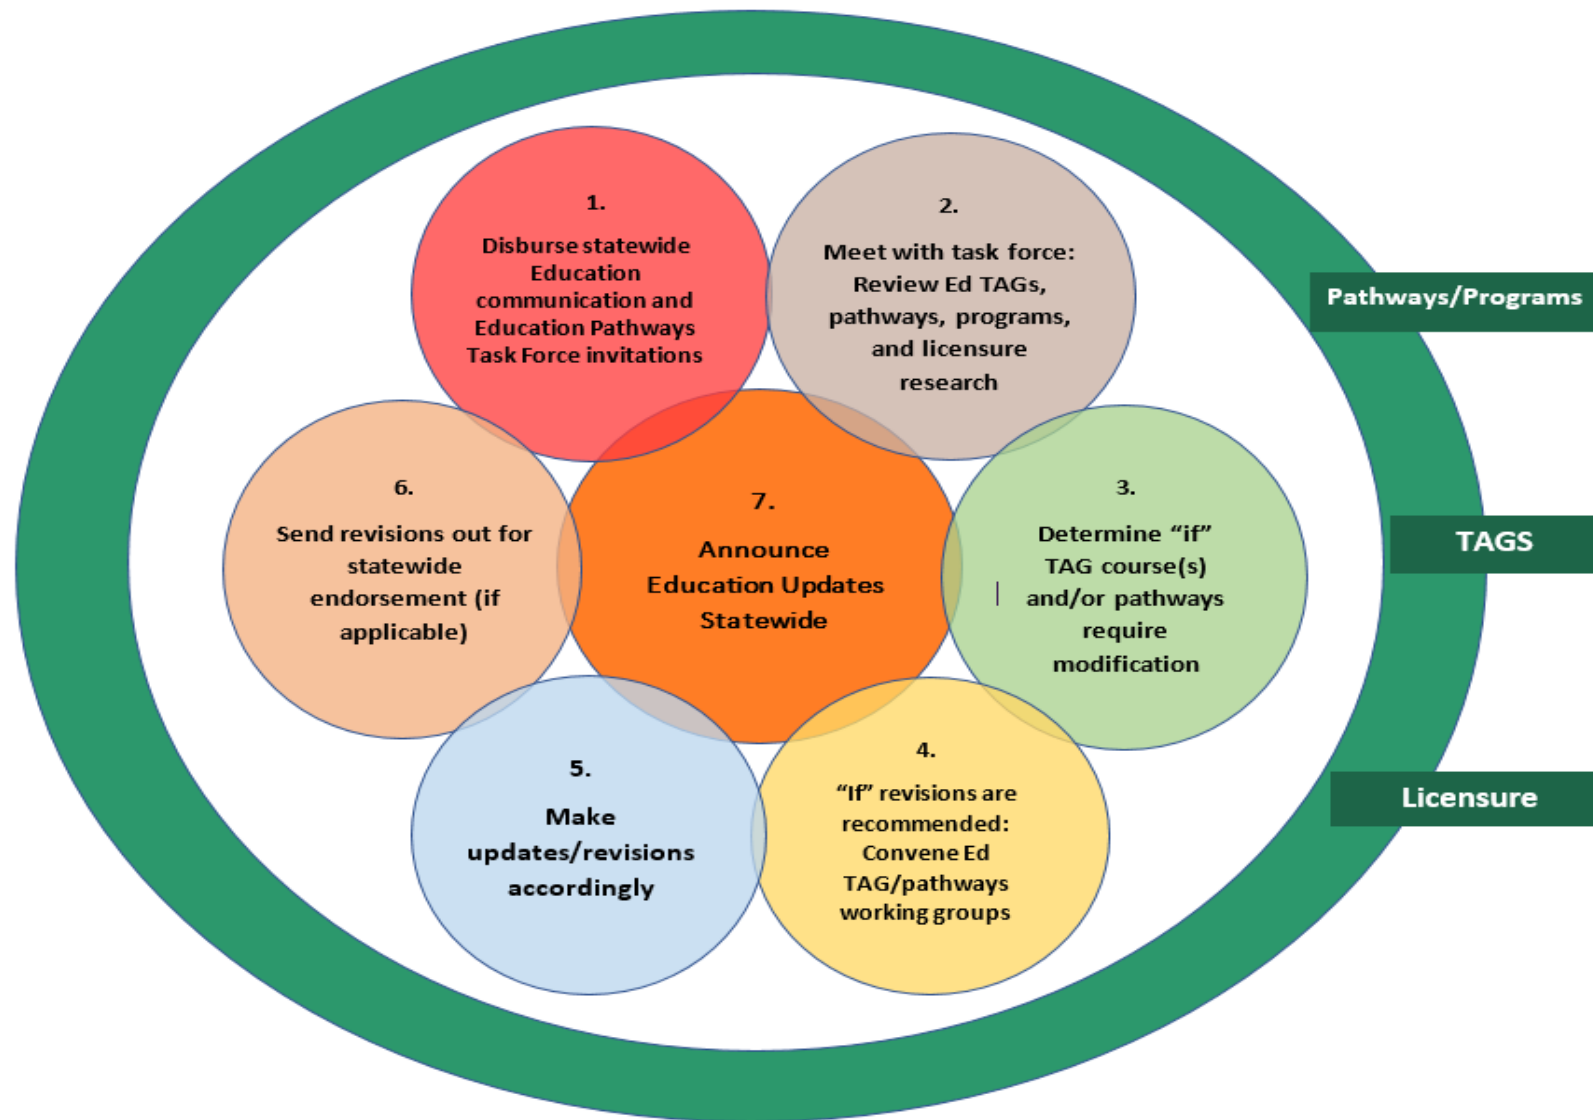 1.
Disburse statewide
Education
communication and
Education Pathways
Task Force invitations
2.
Meet with task force:
Review Ed TAGs,
pathways, programs,
and licensure
research
Pathways/Programs
3.
Determine “if”
TAG course(s)
and/or pathways
require
modification
TAGS
4.
“If” revisions are
recommended:
Convene Ed
TAG/pathways
working groups
Licensure
5.
Make
updates/revisions
accordingly
6.
Send revisions out for
statewide
endorsement (if
applicable)
7.
Announce
Education Updates
Statewide